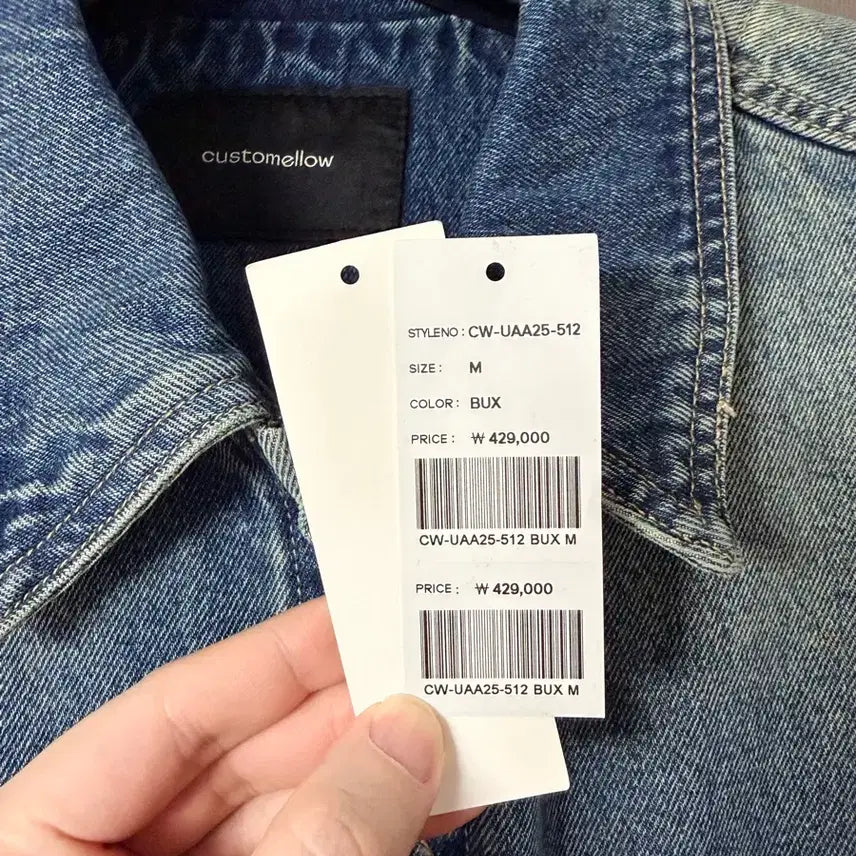 customellow
STYLENO : CW-UAA25-512
SIZE : M
COLOR : BUX
PRICE : ₩ 429,000
CW-UAA25-512 BUX M
PRICE : ₩ 429,000
CW-UAA25-512 BUX M